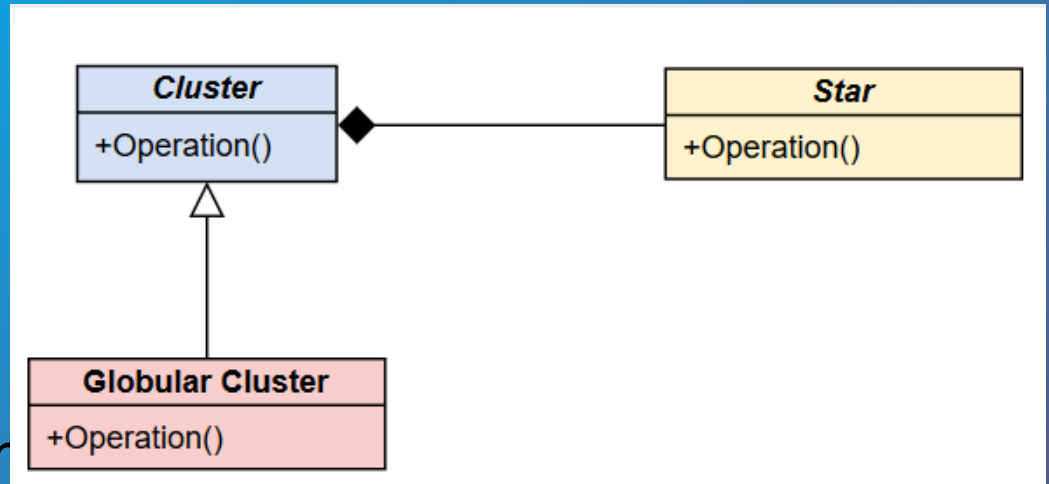 Cluster
+Operation()
Star
+Operation()
Globular Cluster
+Operation()